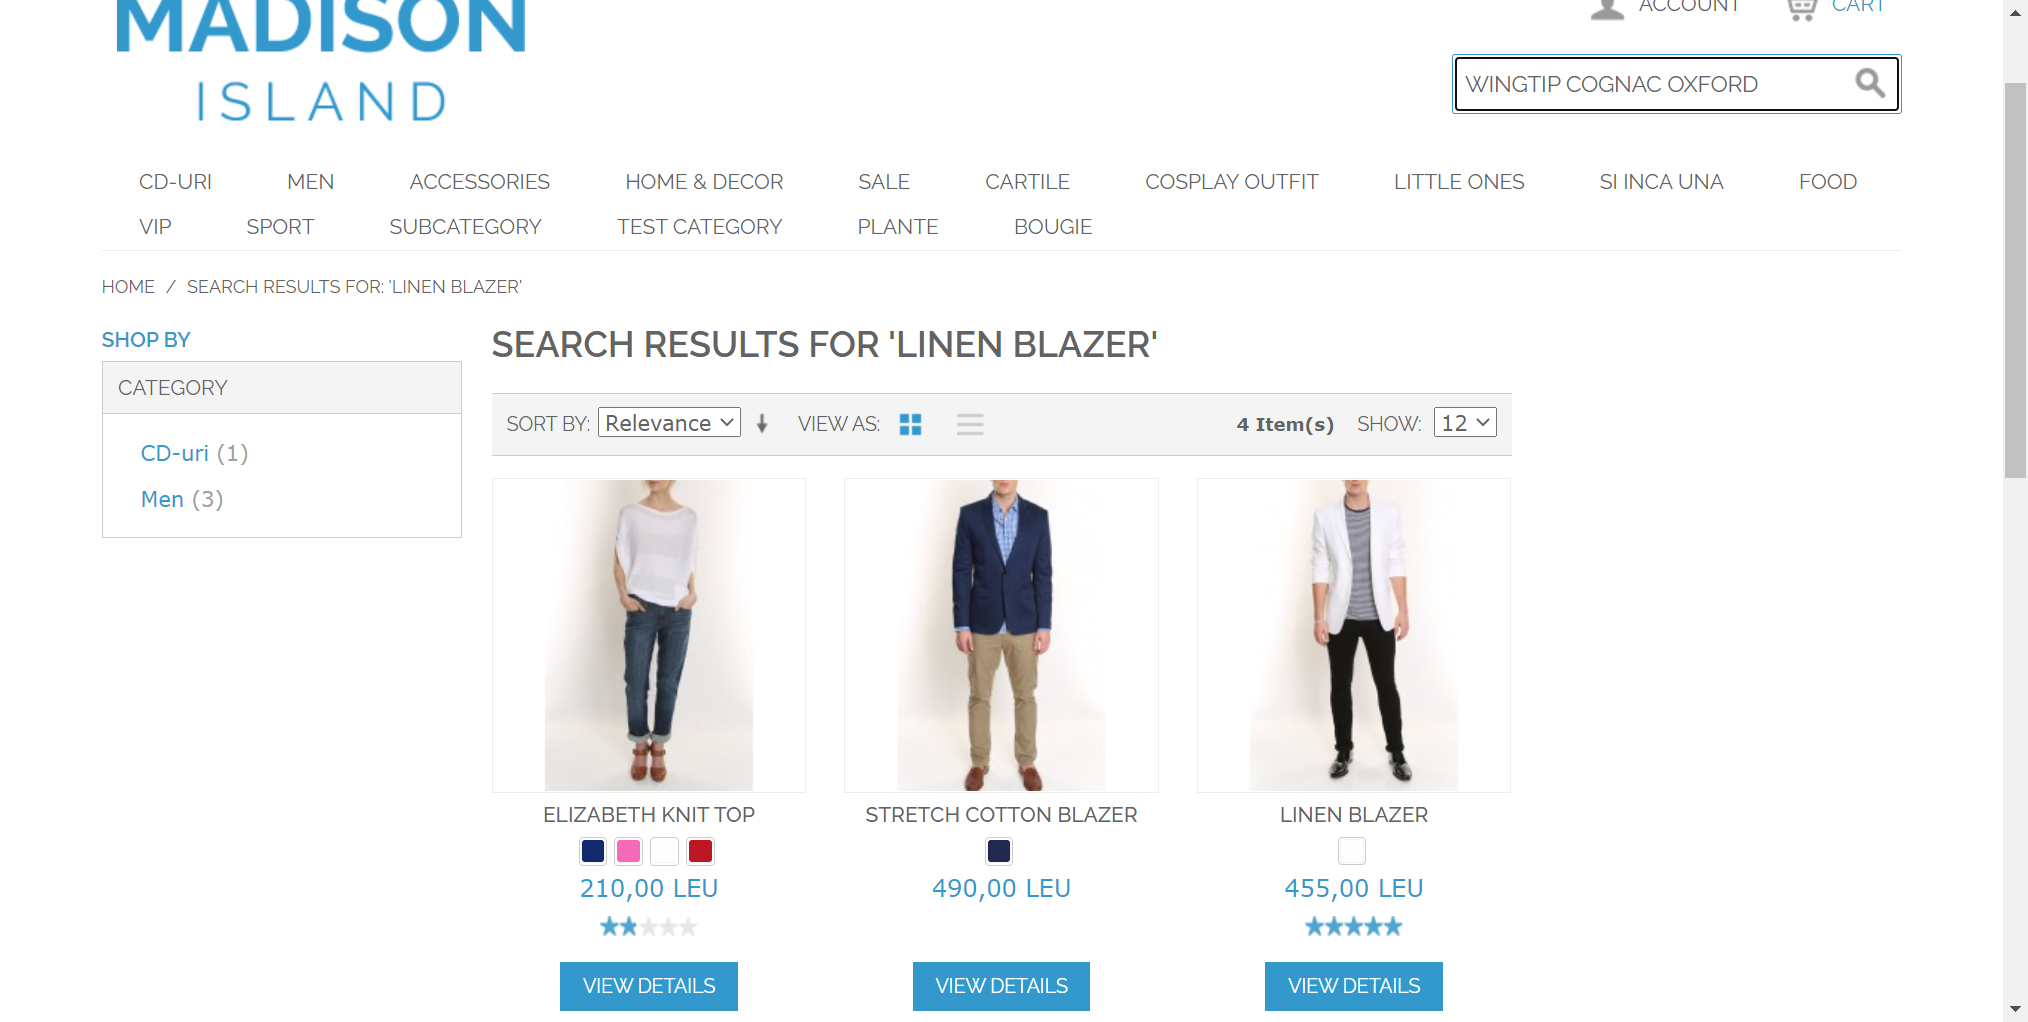 MADISON
ISLAND
ACCOUNT
CART
WINGTIP COGNAC OXFORD
CD-URI MEN ACCESSORIES HOME & DECOR SALE CARTILE COSPLAY OUTFIT LITTLE ONES SI INCA UNA FOOD
VIP SPORT SUBCATEGORY TEST CATEGORY PLANTE BOUGIE
HOME / SEARCH RESULTS FOR: 'LINEN BLAZER'
SHOP BY
CATEGORY
CD-uri (1)
Men (3)
SEARCH RESULTS FOR 'LINEN BLAZER'
SORT BY: Relevance VIEW AS: 4 Item(s) SHOW: 12
ELIZABETH KNIT TOP
210,00 LEU
VIEW DETAILS
STRETCH COTTON BLAZER
490,00 LEU
VIEW DETAILS
LINEN BLAZER
455,00 LEU
VIEW DETAILS